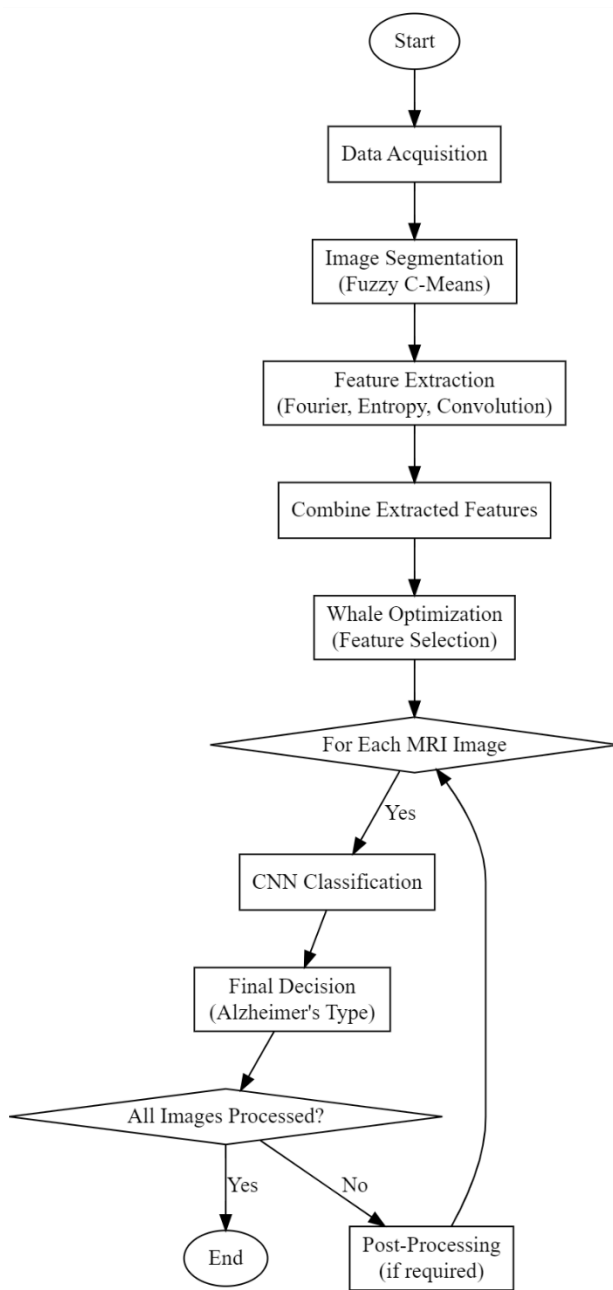 Start
Data Acquisition
Image Segmentation
(Fuzzy C-Means)
Feature Extraction
(Fourier, Entropy, Convolution)
Combine Extracted Features
Whale Optimization
(Feature Selection)
For Each MRI Image
Yes
CNN Classification
Final Decision
(Alzheimer's Type)
All Images Processed?
Yes
No
End
Post-Processing
(if required)